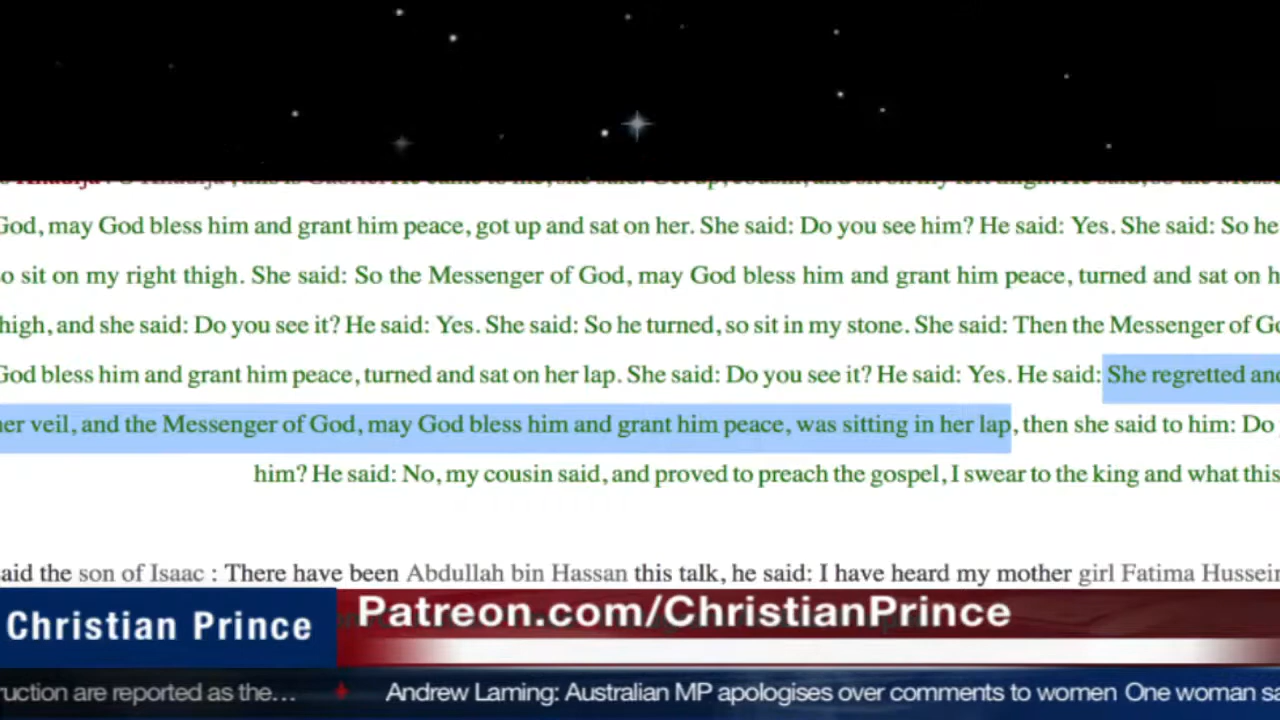 God, may God bless him and grant him peace, got up and sat on her. She said: Do you see him? He said: Yes. She said: So he
so sit on my right thigh. She said: So the Messenger of God, may God bless him and grant him peace, turned and sat on h
high, and she said: Do you see it? He said: Yes. She said: So he turned, so sit in my stone. She said: Then the Messenger of Go
God bless him and grant him peace, turned and sat on her lap. She said: Do you see it? He said: Yes. He said: She regretted and
her veil, and the Messenger of God, may God bless him and grant him peace, was sitting in her lap, then she said to him: Do
him? He said: No, my cousin said, and proved to preach the gospel, I swear to the king and what this
said the son of Isaac : There have been Abdullah bin Hassan this talk, he said: I have heard my mother girl Fatima Hussein
Christian Prince
Patreon.com/ChristianPrince
ruction are reported as the...
Andrew Laming: Australian MP apologises over comments to women One woman sa